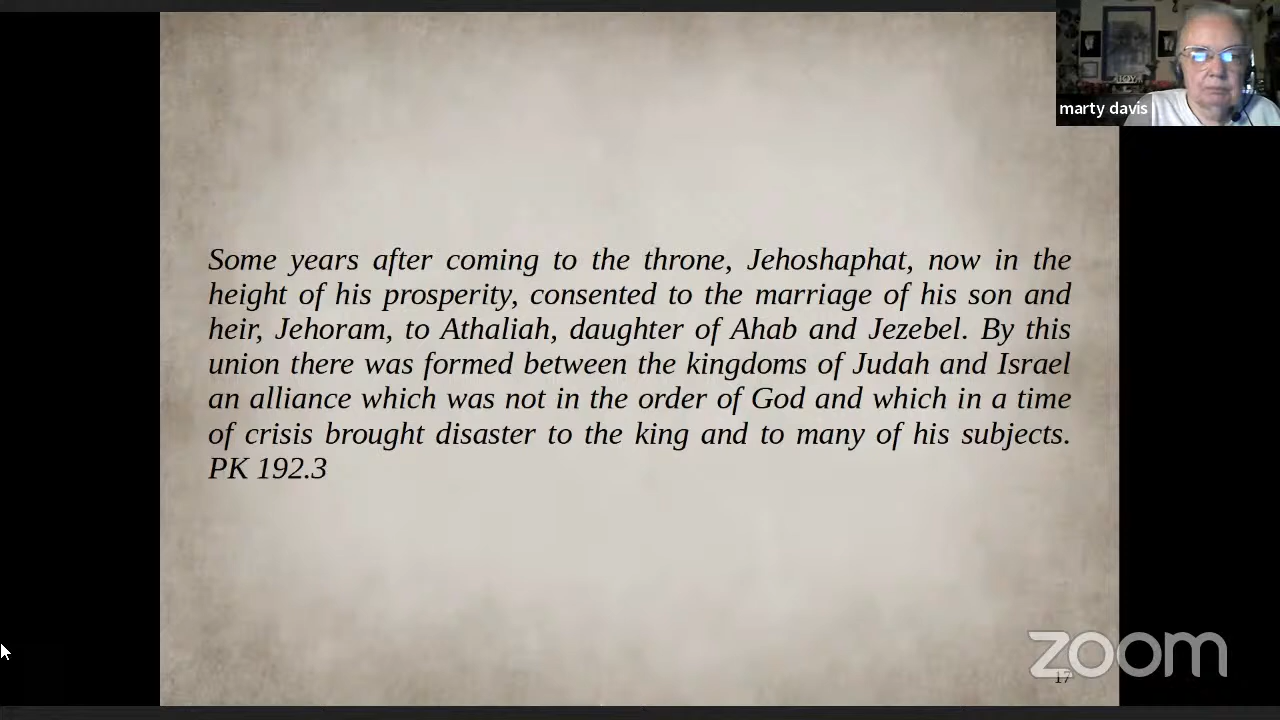 marty davis
Some years after coming to the throne, Jehoshaphat, now in the
height of his prosperity, consented to the marriage of his son and
heir, Jehoram, to Athaliah, daughter of Ahab and Jezebel. By this
union there was formed between the kingdoms of Judah and Israel
an alliance which was not in the order of God and which in a time
of crisis brought disaster to the king and to many of his subjects.
PK 192.3
zoom
17